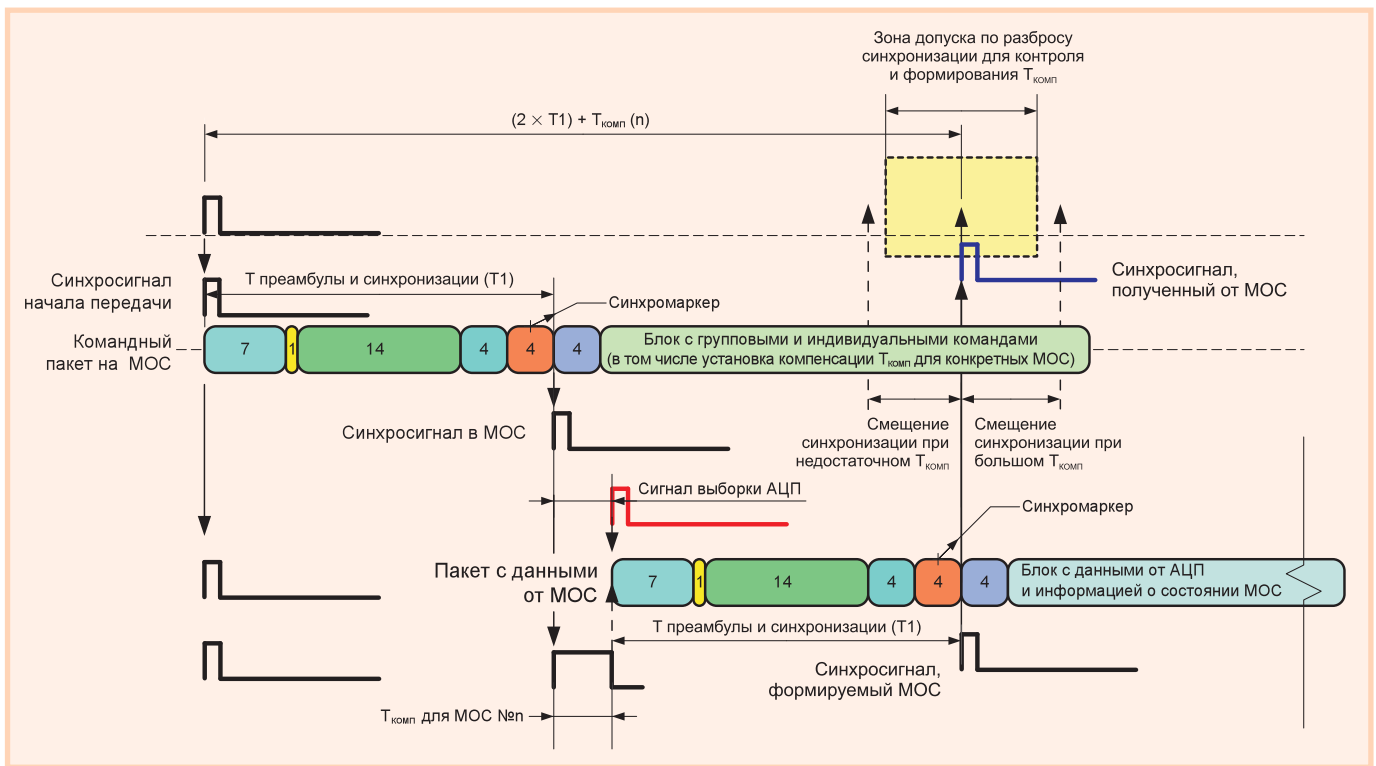 Зона допуска по разбросу
синхронизации для контроля
и формирования Tкомп
(2 × T1) + Tкомп (n)
Синхросигнал
начала передачи
T преамбулы и синхронизации (T1)
Синхромаркер
Синхросигнал,
полученный от МОС
Командный
пакет на МОС
7
1
14
4
4
4
Блок с групповыми и индивидуальными командами
(в том числе установка компенсации Tкомп для конкретных МОС)
Синхросигнал в МОС
Смещение
синхронизации при
недостаточном Tкомп
Смещение
синхронизации при
большом Tкомп
Сигнал выборки АЦП
Синхромаркер
Пакет с данными
от МОС
7
1
14
4
4
4
Блок с данными от АЦП
и информацией о состоянии МОС
T преамбулы и синхронизации (T1)
Синхросигнал,
формируемый МОС
Tкомп для МОС №n